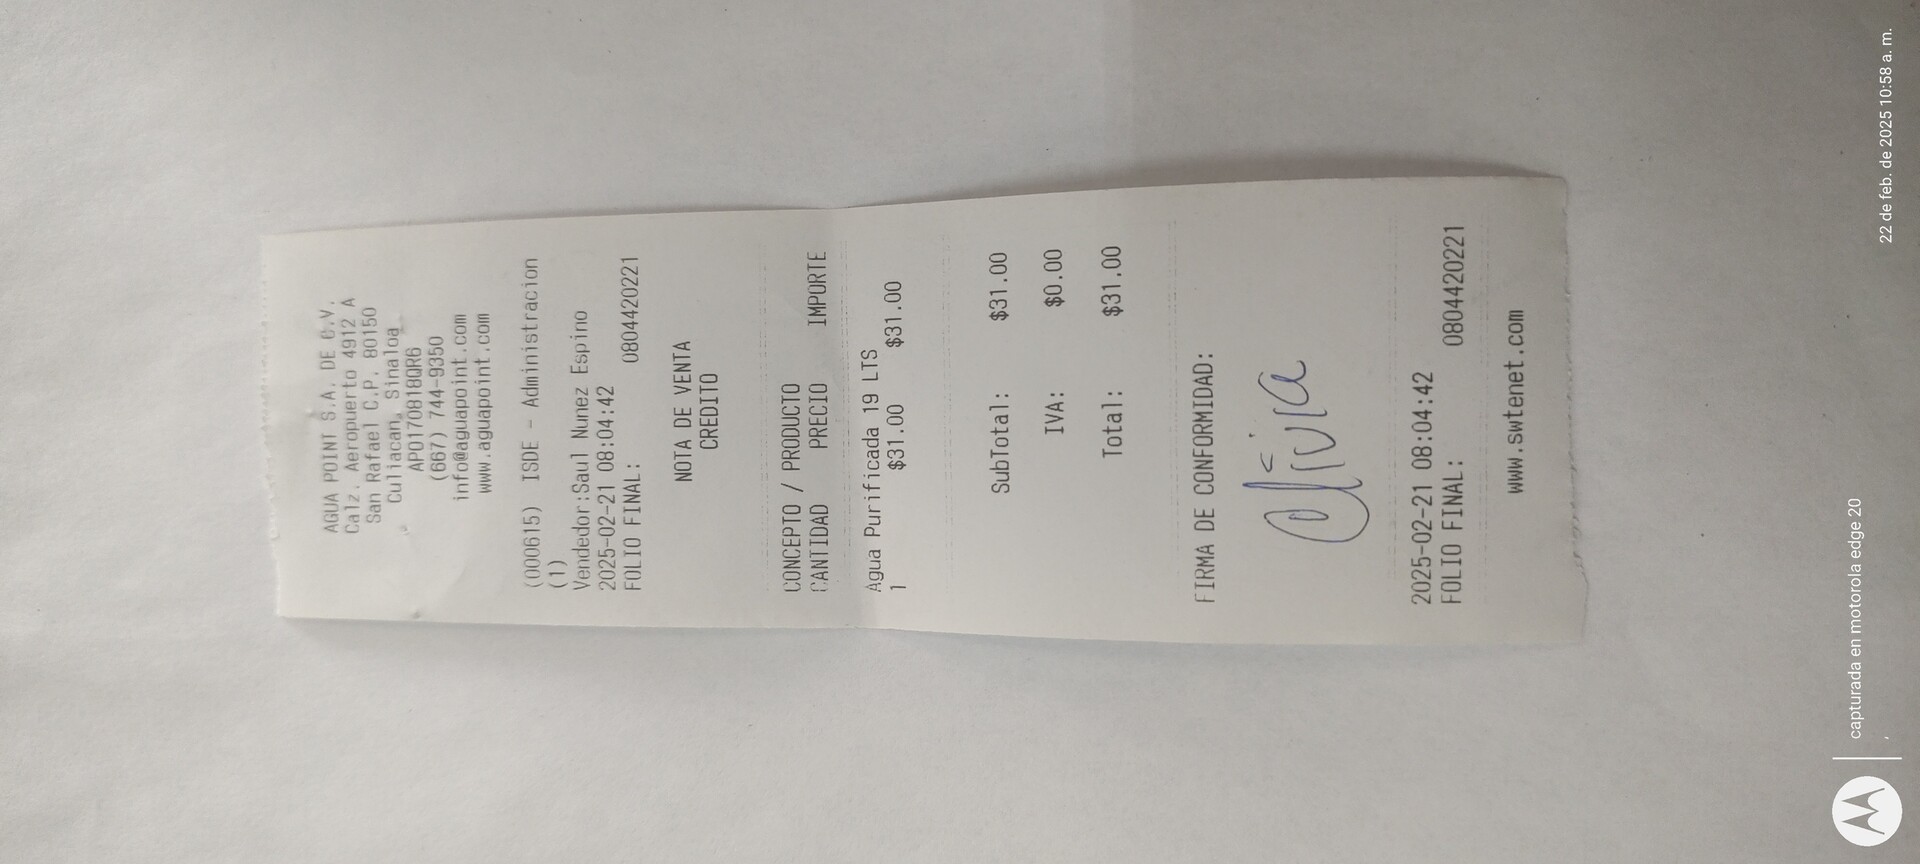 AGUA POINT S.A. DE C.V.
Calz. Aeropuerto 4912 A
San Rafael C.P. 80150
Culiacan, Sinaloa
APO170818QR6
(667) 744-9350
info@aguapoint.com
www.aguapoint.com
(000615) ISDE - Administracion
(1)
Vendedor:Saul Nunez Espino
2025-02-21 08:04:42
FOLIO FINAL: 0804420221
NOTA DE VENTA
CREDITO
CONCEPTO / PRODUCTO
CANTIDAD PRECIO IMPORTE
Agua Purificada 19 LTS
1 $31.00 $31.00
SubTotal: $31.00
IVA: $0.00
Total: $31.00
FIRMA DE CONFORMIDAD:
Olivia
2025-02-21 08:04:42
FOLIO FINAL: 0804420221
www.swtenet.com
capturada en motorola edge 20
22 de feb. de 2025 10:58 a. m.